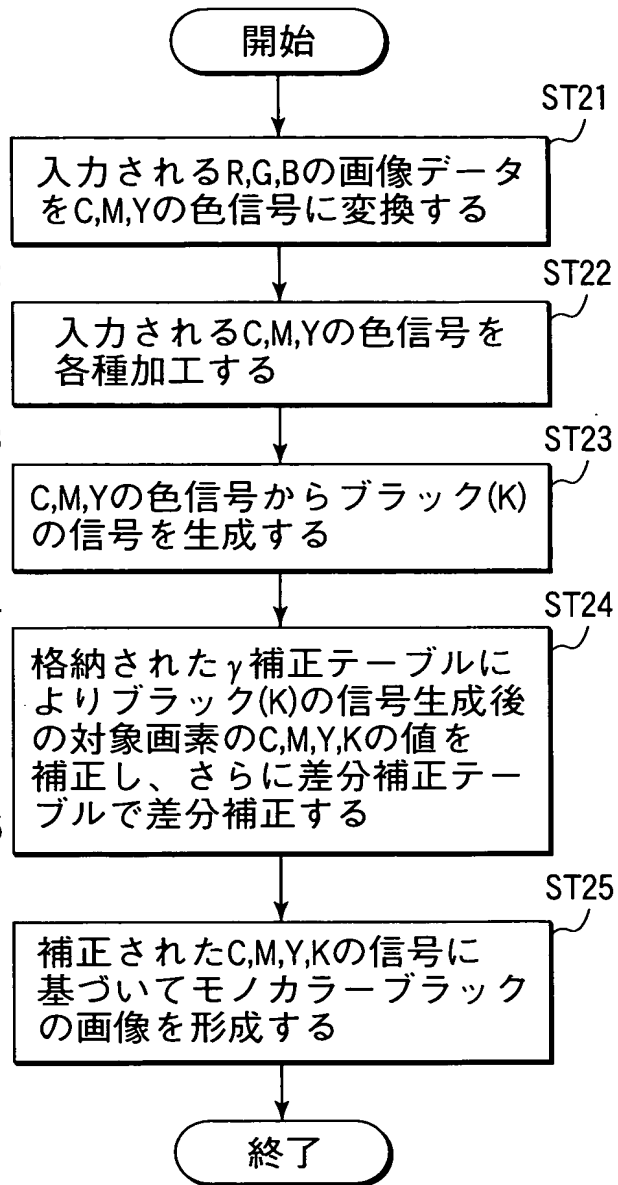 開始
ST21
入力されるR,G,Bの画像データ
をC,M,Yの色信号に変換する
ST22
入力されるC,M,Yの色信号を
各種加工する
ST23
C,M,Yの色信号からブラック(K)
の信号を生成する
ST24
格納されたγ補正テーブルに
よりブラック(K)の信号生成後
の対象画素のC,M,Y,Kの値を
補正し、さらに差分補正テー
ブルで差分補正する
ST25
補正されたC,M,Y,Kの信号に
基づいてモノカラーブラック
の画像を形成する
終了